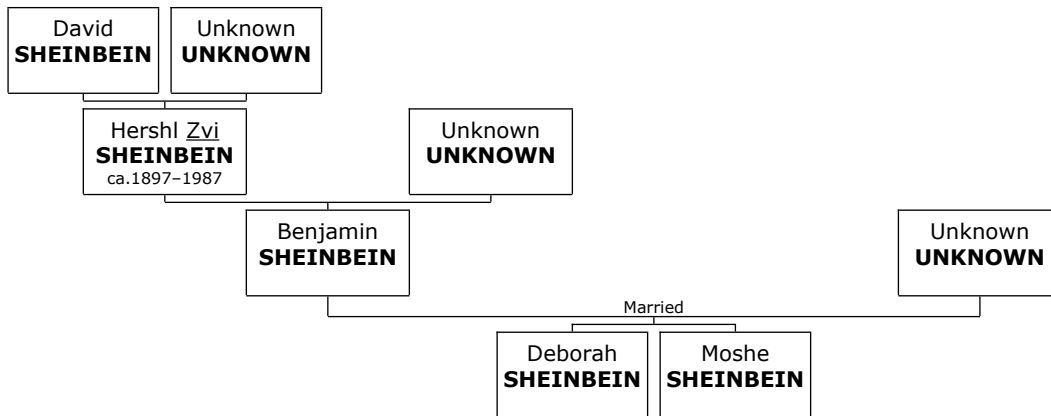 David
SHEINBEIN
Unknown
UNKNOWN
Hershl Zvi
SHEINBEIN
ca.1897–1987
Unknown
UNKNOWN
Benjamin
SHEINBEIN
Unknown
UNKNOWN
Married
Deborah
SHEINBEIN
Moshe
SHEINBEIN